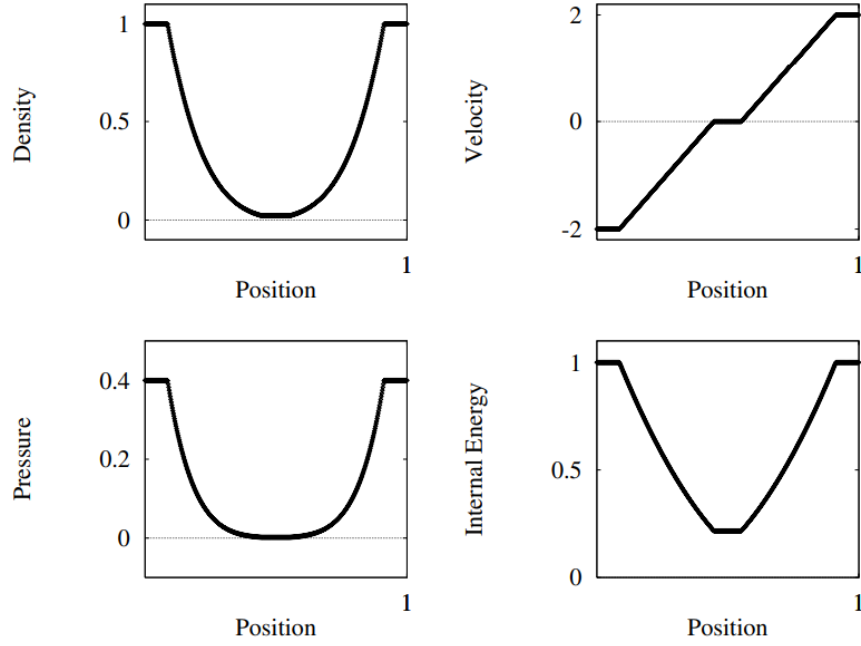 Density
1
0.5
0
1
Position
Velocity
2
0
-2
1
Position
Pressure
0.4
0.2
0
1
Position
Internal Energy
1
0.5
0
1
Position